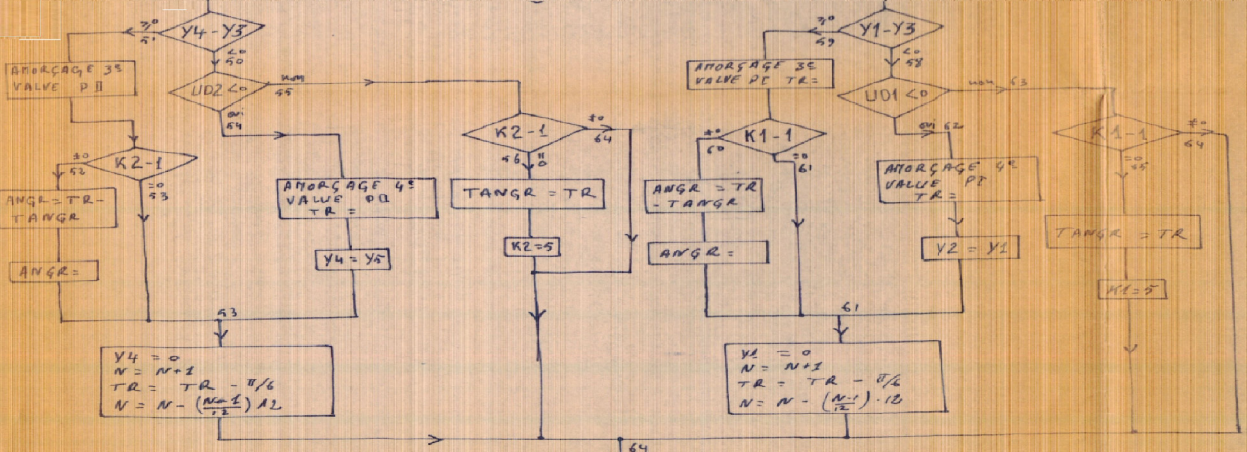 Y4-Y3
≥0
51
<0
50
AMORÇAGE 3e
VALVE PII
UD2 <0
non
55
oui
54
K2-1
≠0
52
=0
53
ANGR = TR-
TANGR
ANGR =
AMORÇAGE 4e
VALVE PII
TR =
Y4 = Y5
K2-1
≠0
64
56
=0
TANGR = TR
K2=5
53
Y4 = 0
N = N+1
TR = TR - π/6
N = N - (N-1/12) 12
Y1-Y3
≥0
59
<0
58
AMORÇAGE 3e
VALVE PI TR =
UD1 <0
non 63
oui 62
K1-1
≠0
60
=0
61
ANGR = TR
- TANGR
ANGR =
AMORÇAGE 4e
VALVE PI
TR =
Y2 = Y1
K1-1
≠0
64
=0
65
TANGR = TR
K1=5
61
Y1 = 0
N = N+1
TR = TR - π/6
N = N - (N-1/12) · 12
64